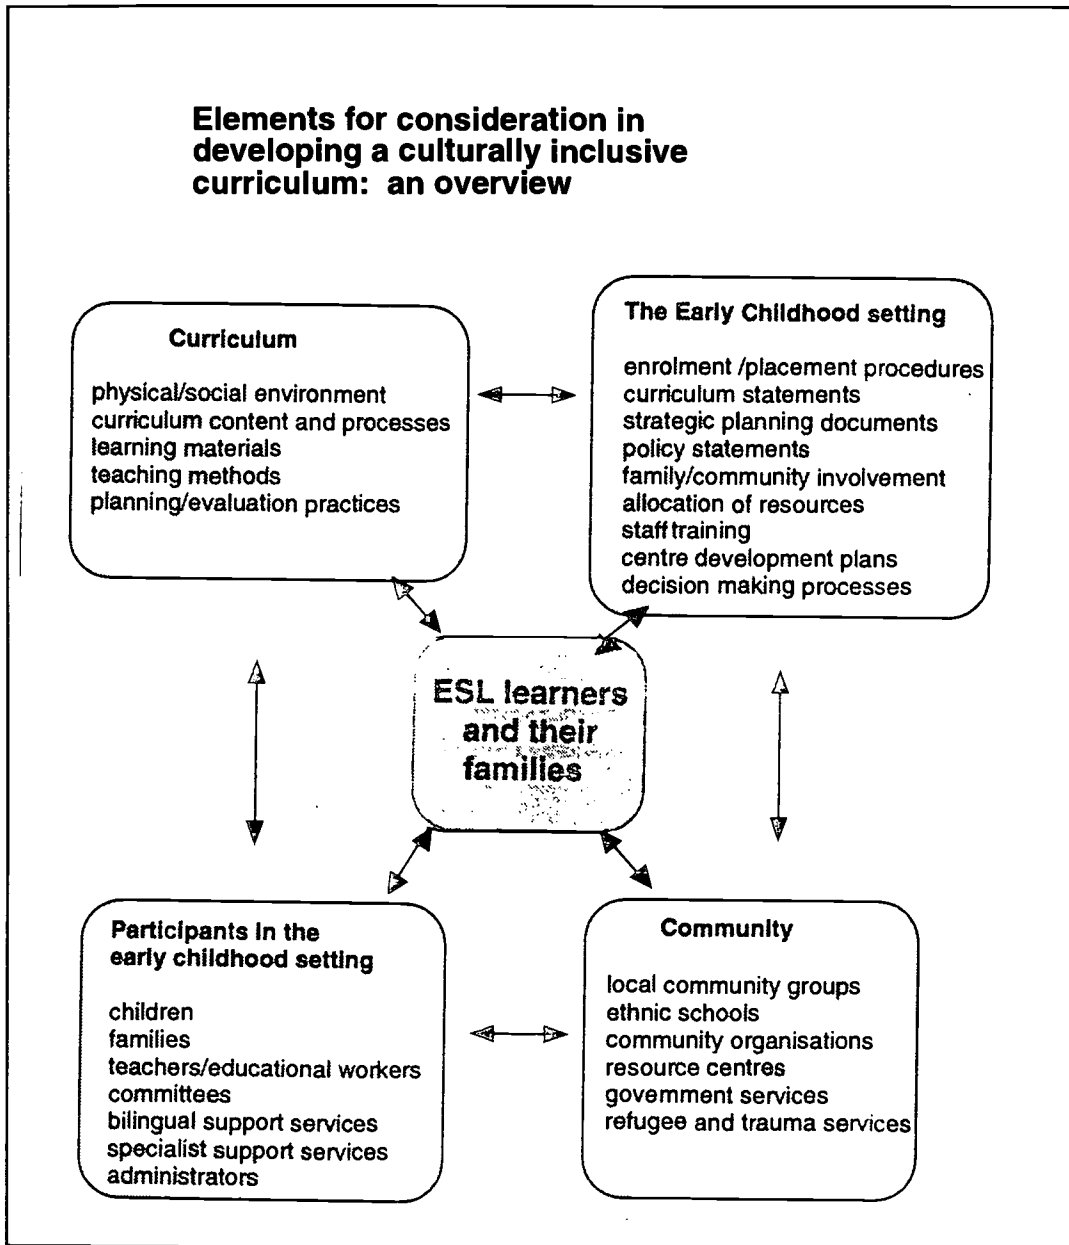 Elements for consideration in
developing a culturally inclusive
curriculum: an overview
Curriculum
physical/social environment
curriculum content and processes
learning materials
teaching methods
planning/evaluation practices
The Early Childhood setting
enrolment /placement procedures
curriculum statements
strategic planning documents
policy statements
family/community involvement
allocation of resources
staff training
centre development plans
decision making processes
ESL learners
and their
families
Participants in the
early childhood setting
children
families
teachers/educational workers
committees
bilingual support services
specialist support services
administrators
Community
local community groups
ethnic schools
community organisations
resource centres
government services
refugee and trauma services